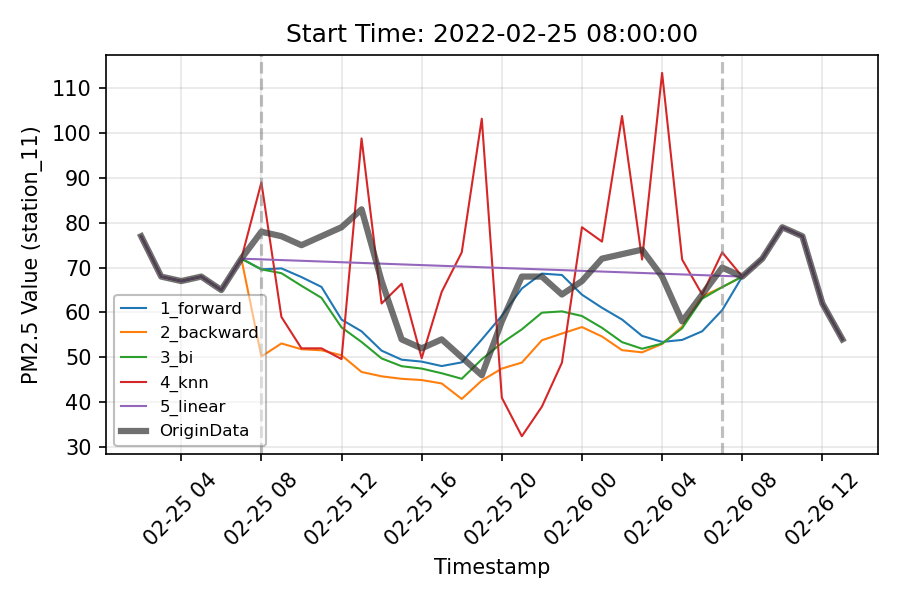 Start Time: 2022-02-25 08:00:00
PM2.5 Value (station_11)
110
100
90
80
70
60
50
40
30
1_forward
2_backward
3_bi
4_knn
5_linear
OriginData
02-25 04
02-25 08
02-25 12
02-25 16
02-25 20
02-26 00
02-26 04
02-26 08
02-26 12
Timestamp